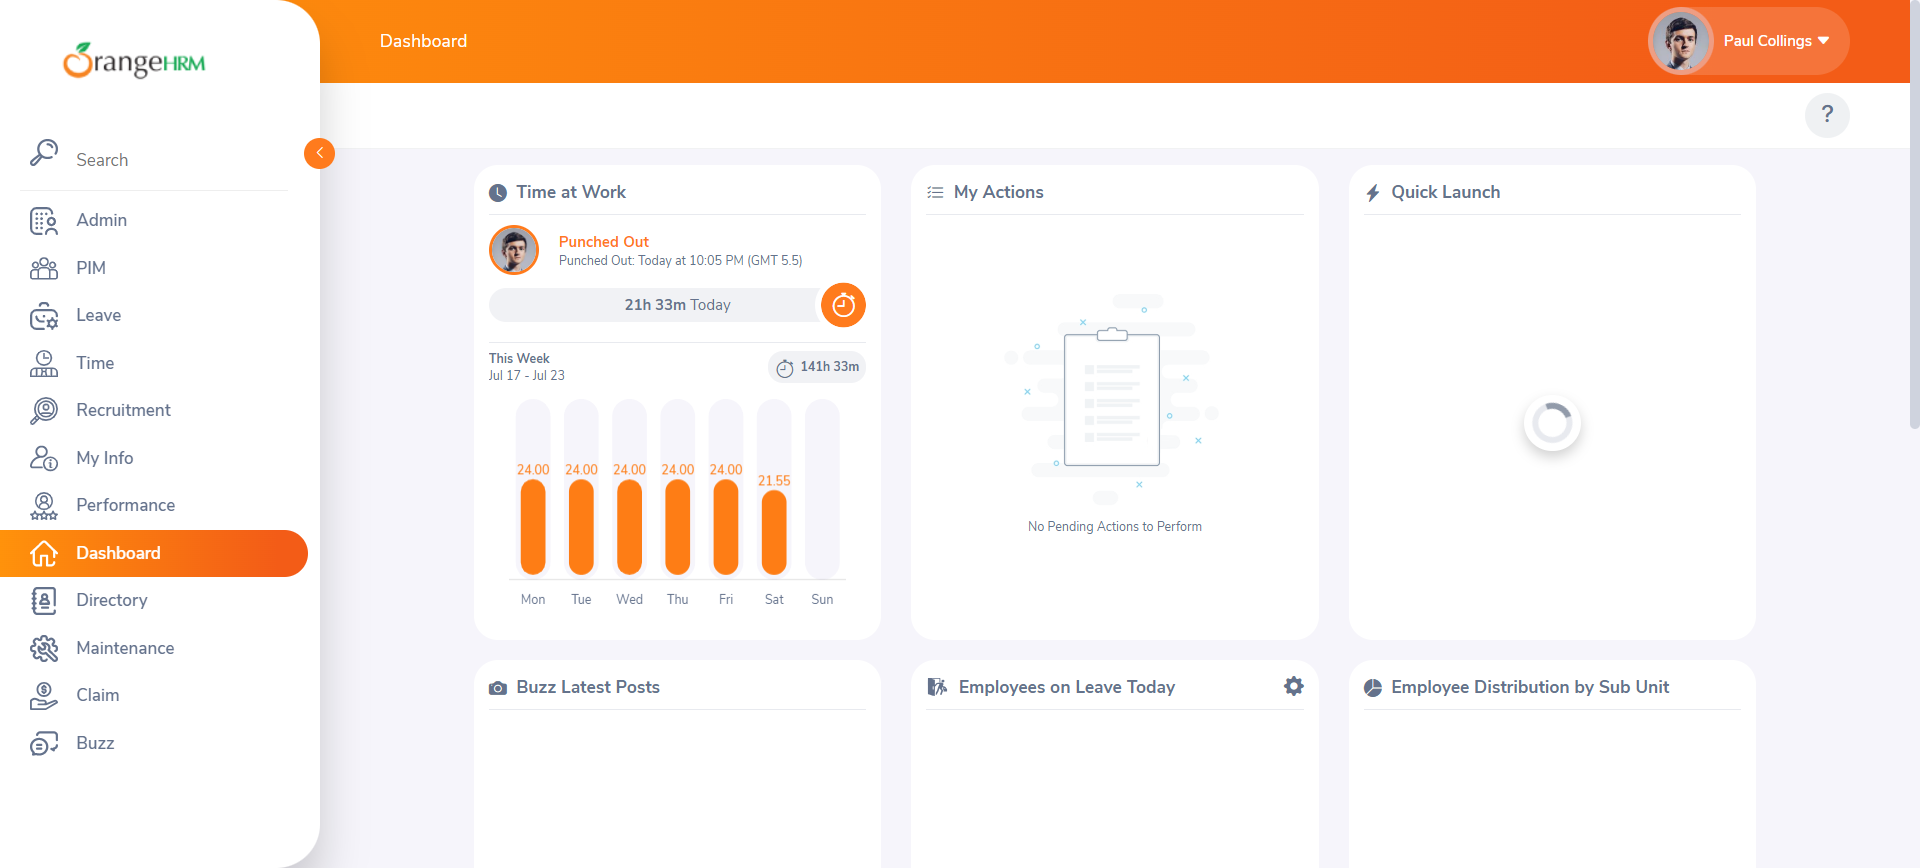 OrangeHRM
Search
Admin
PIM
Leave
Time
Recruitment
My Info
Performance
Dashboard
Directory
Maintenance
Claim
Buzz
Dashboard
Paul Collings
?
Time at Work
Punched Out
Punched Out: Today at 10:05 PM (GMT 5.5)
21h 33m Today
This Week
Jul 17 - Jul 23
141h 33m
24.00 24.00 24.00 24.00 24.00 21.55
Mon Tue Wed Thu Fri Sat Sun
My Actions
No Pending Actions to Perform
Quick Launch
Buzz Latest Posts
Employees on Leave Today
Employee Distribution by Sub Unit